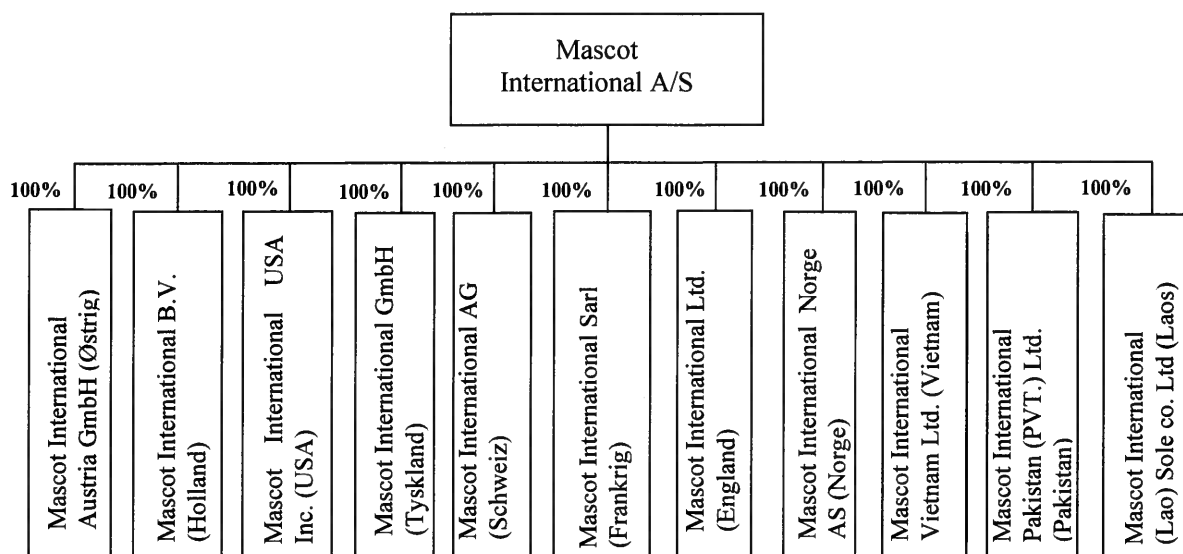 Mascot
International A/S
100%
100%
100%
100%
100%
100%
100%
100%
100%
100%
100%
Mascot International
Austria GmbH (Østrig)
Mascot International B.V.
(Holland)
Mascot International USA
Inc. (USA)
Mascot International GmbH
(Tyskland)
Mascot International AG
(Schweiz)
Mascot International Sarl
(Frankrig)
Mascot International Ltd.
(England)
Mascot International Norge
AS (Norge)
Mascot International
Vietnam Ltd. (Vietnam)
Mascot International
Pakistan (PVT.) Ltd.
(Pakistan)
Mascot International
(Lao) Sole co. Ltd (Laos)